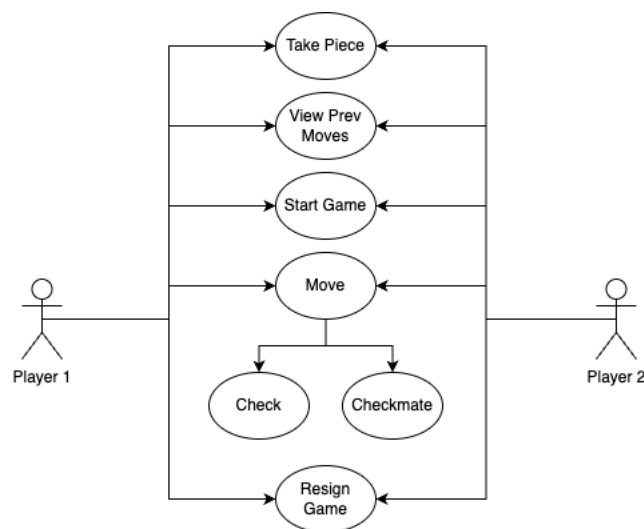 Take Piece
View Prev
Moves
Start Game
Move
Player 1
Player 2
Check
Checkmate
Resign
Game